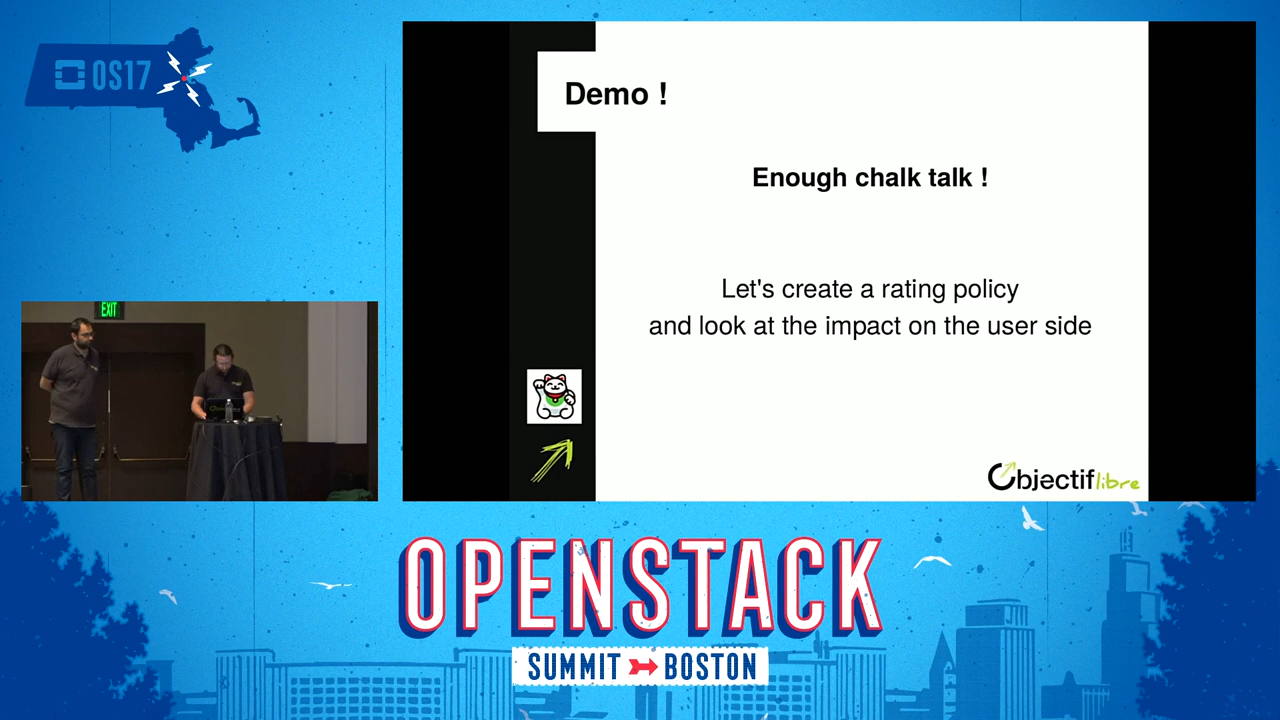 OS17
Demo !
Enough chalk talk !
Let's create a rating policy
and look at the impact on the user side
EXIT
Objectif libre
OPENSTACK
SUMMIT BOSTON